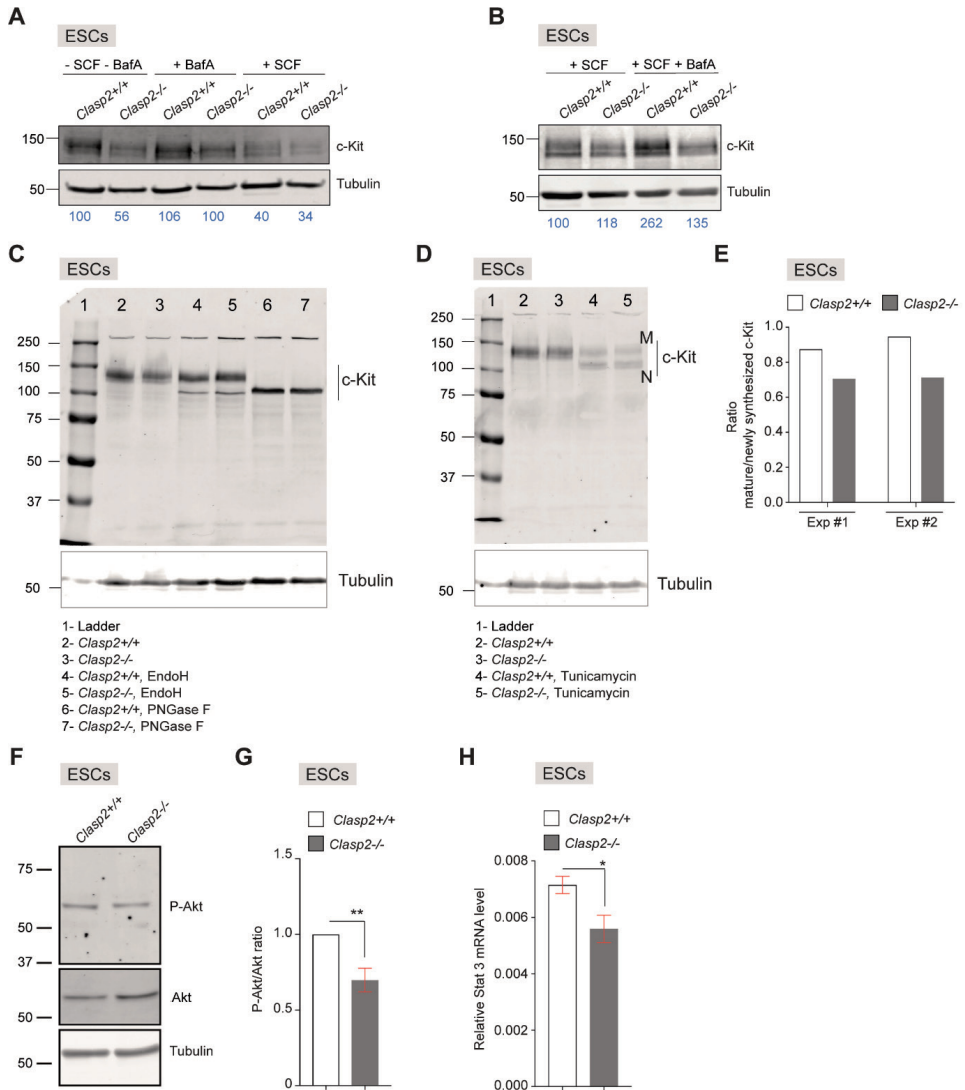 A
ESCs
- SCF - BafA + BafA + SCF
Clasp2+/+ Clasp2-/- Clasp2+/+ Clasp2-/- Clasp2+/+ Clasp2-/-
150 c-Kit
50 Tubulin
100 56 106 100 40 34
B
ESCs
+ SCF + SCF + BafA
Clasp2+/+ Clasp2-/- Clasp2+/+ Clasp2-/-
150 c-Kit
50 Tubulin
100 118 262 135
C
ESCs
1 2 3 4 5 6 7
250
150
100
75
50
37
c-Kit
50 Tubulin
1- Ladder
2- Clasp2+/+
3- Clasp2-/-
4- Clasp2+/+, EndoH
5- Clasp2-/-, EndoH
6- Clasp2+/+, PNGase F
7- Clasp2-/-, PNGase F
D
ESCs
1 2 3 4 5
250
150
100
75
50
37
M
c-Kit
N
50 Tubulin
1- Ladder
2- Clasp2+/+
3- Clasp2-/-
4- Clasp2+/+, Tunicamycin
5- Clasp2-/-, Tunicamycin
E
ESCs
Clasp2+/+ Clasp2-/-
Ratio
mature/newly synthesized c-Kit
1.0
0.8
0.6
0.4
0.2
0.0
Exp #1 Exp #2
F
ESCs
Clasp2+/+ Clasp2-/-
75
P-Akt
50
37
Akt
50
Tubulin
50
G
ESCs
Clasp2+/+
Clasp2-/-
P-Akt/Akt ratio
1.5
1.0
0.5
0
**
H
ESCs
Clasp2+/+
Clasp2-/-
Relative Stat 3 mRNA level
0.008
0.006
0.004
0.002
0.000
*